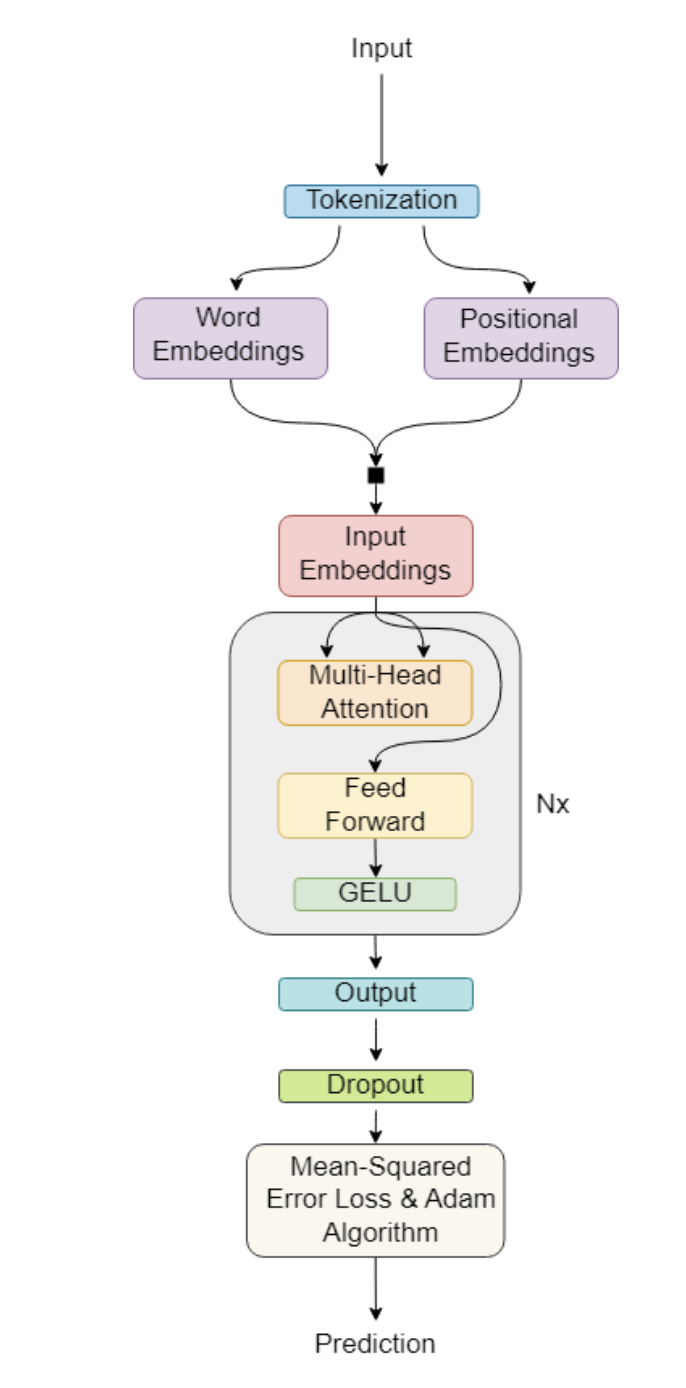 Input
Tokenization
Word
Embeddings
Positional
Embeddings
Input
Embeddings
Multi-Head
Attention
Feed
Forward
Nx
GELU
Output
Dropout
Mean-Squared
Error Loss & Adam
Algorithm
Prediction